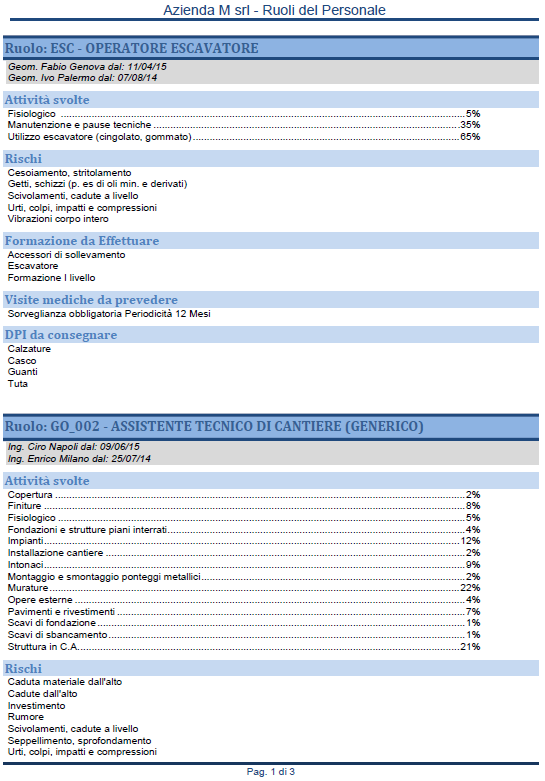 Azienda M srl - Ruoli del Personale
Ruolo: ESC - OPERATORE ESCAVATORE
Geom. Fabio Genova dal: 11/04/15
Geom. Ivo Palermo dal: 07/08/14
Attività svolte
Fisiologico ........ 5%
Manutenzione e pause tecniche ........ 35%
Utilizzo escavatore (cingolato, gommato) ........ 65%
Rischi
Cesoiamento, stritolamento
Getti, schizzi (p. es di oli min. e derivati)
Scivolamenti, cadute a livello
Urti, colpi, impatti e compressioni
Vibrazioni corpo intero
Formazione da Effettuare
Accessori di sollevamento
Escavatore
Formazione I livello
Visite mediche da prevedere
Sorveglianza obbligatoria Periodicità 12 Mesi
DPI da consegnare
Calzature
Casco
Guanti
Tuta
Ruolo: GO_002 - ASSISTENTE TECNICO DI CANTIERE (GENERICO)
Ing. Ciro Napoli dal: 09/06/15
Ing. Enrico Milano dal: 25/07/14
Attività svolte
Copertura ........ 2%
Finiture ........ 8%
Fisiologico ........ 5%
Fondazioni e strutture piani interrati ........ 4%
Impianti ........ 12%
Installazione cantiere ........ 2%
Intonaci ........ 9%
Montaggio e smontaggio ponteggi metallici ........ 2%
Murature ........ 22%
Opere esterne ........ 4%
Pavimenti e rivestimenti ........ 7%
Scavi di fondazione ........ 1%
Scavi di sbancamento ........ 1%
Struttura in C.A. ........ 21%
Rischi
Caduta materiale dall'alto
Cadute dall'alto
Investimento
Rumore
Scivolamenti, cadute a livello
Seppellimento, sprofondamento
Urti, colpi, impatti e compressioni
Pag. 1 di 3